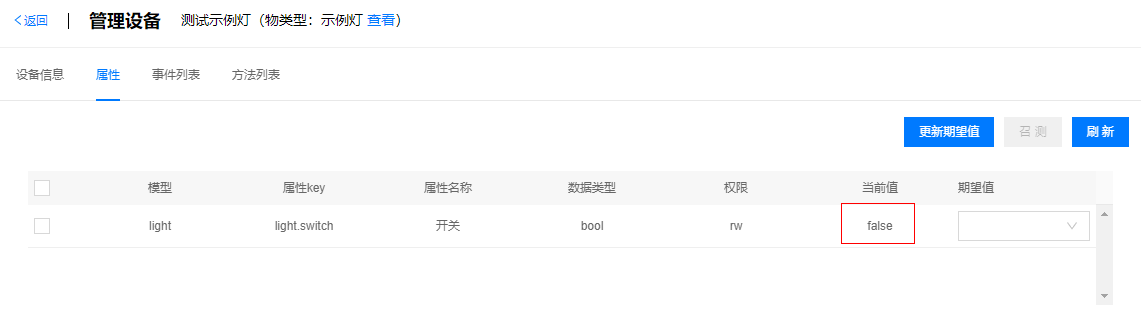 返回 管理设备 测试示例灯（物类型：示例灯 查看）
设备信息 属性 事件列表 方法列表
更新期望值 召 测 刷 新
模型 属性key 属性名称 数据类型 权限 当前值 期望值
light light.switch 开关 bool rw false